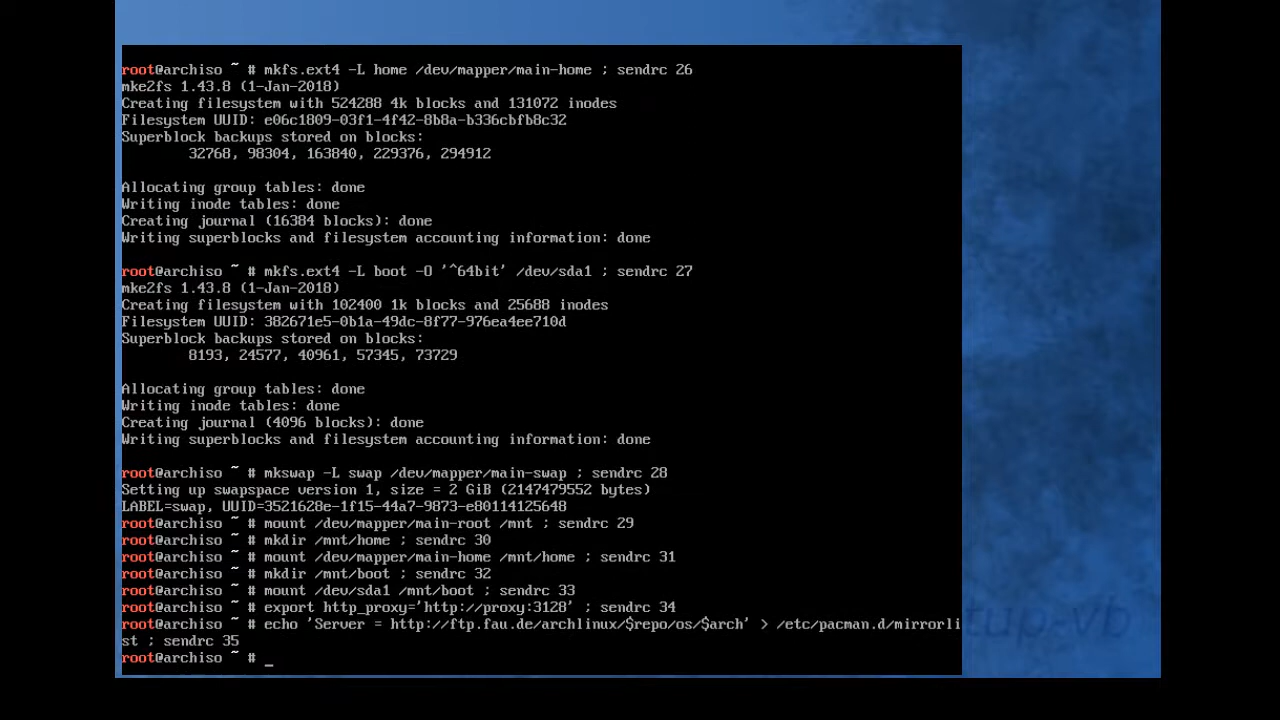 root@archiso ~ # mkfs.ext4 -L home /dev/mapper/main-home ; sendrc 26
mke2fs 1.43.8 (1-Jan-2018)
Creating filesystem with 524288 4k blocks and 131072 inodes
Filesystem UUID: e06c1809-03f1-4f42-8b8a-b336cbfb8c32
Superblock backups stored on blocks:
32768, 98304, 163840, 229376, 294912
Allocating group tables: done
Writing inode tables: done
Creating journal (16384 blocks): done
Writing superblocks and filesystem accounting information: done
root@archiso ~ # mkfs.ext4 -L boot -O '^64bit' /dev/sda1 ; sendrc 27
mke2fs 1.43.8 (1-Jan-2018)
Creating filesystem with 102400 1k blocks and 25688 inodes
Filesystem UUID: 382671e5-0b1a-49dc-8f77-976ea4ee710d
Superblock backups stored on blocks:
8193, 24577, 40961, 57345, 73729
Allocating group tables: done
Writing inode tables: done
Creating journal (4096 blocks): done
Writing superblocks and filesystem accounting information: done
root@archiso ~ # mkswap -L swap /dev/mapper/main-swap ; sendrc 28
Setting up swapspace version 1, size = 2 GiB (2147479552 bytes)
LABEL=swap, UUID=3521628e-1f15-44a7-9873-e80114125648
root@archiso ~ # mount /dev/mapper/main-root /mnt ; sendrc 29
root@archiso ~ # mkdir /mnt/home ; sendrc 30
root@archiso ~ # mount /dev/mapper/main-home /mnt/home ; sendrc 31
root@archiso ~ # mkdir /mnt/boot ; sendrc 32
root@archiso ~ # mount /dev/sda1 /mnt/boot ; sendrc 33
root@archiso ~ # export http_proxy='http://proxy:3128' ; sendrc 34
root@archiso ~ # echo 'Server = http://ftp.fau.de/archlinux/$repo/os/$arch' > /etc/pacman.d/mirrorli
st ; sendrc 35
root@archiso ~ # _
tup.vb